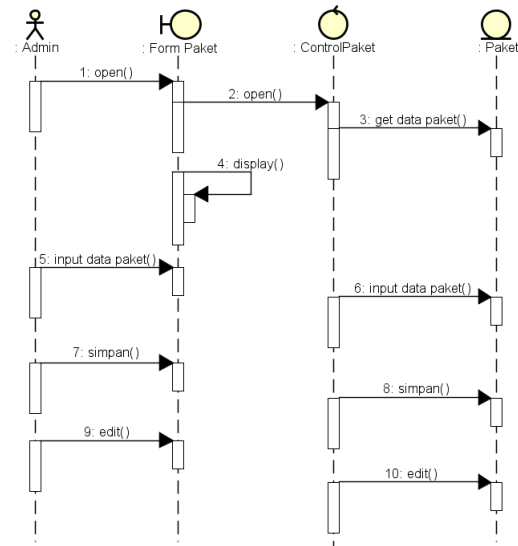 : Admin
: Form Paket
: ControlPaket
: Paket
1: open()
2: open()
3: get data paket()
4: display()
5: input data paket()
6: input data paket()
7: simpan()
8: simpan()
9: edit()
10: edit()